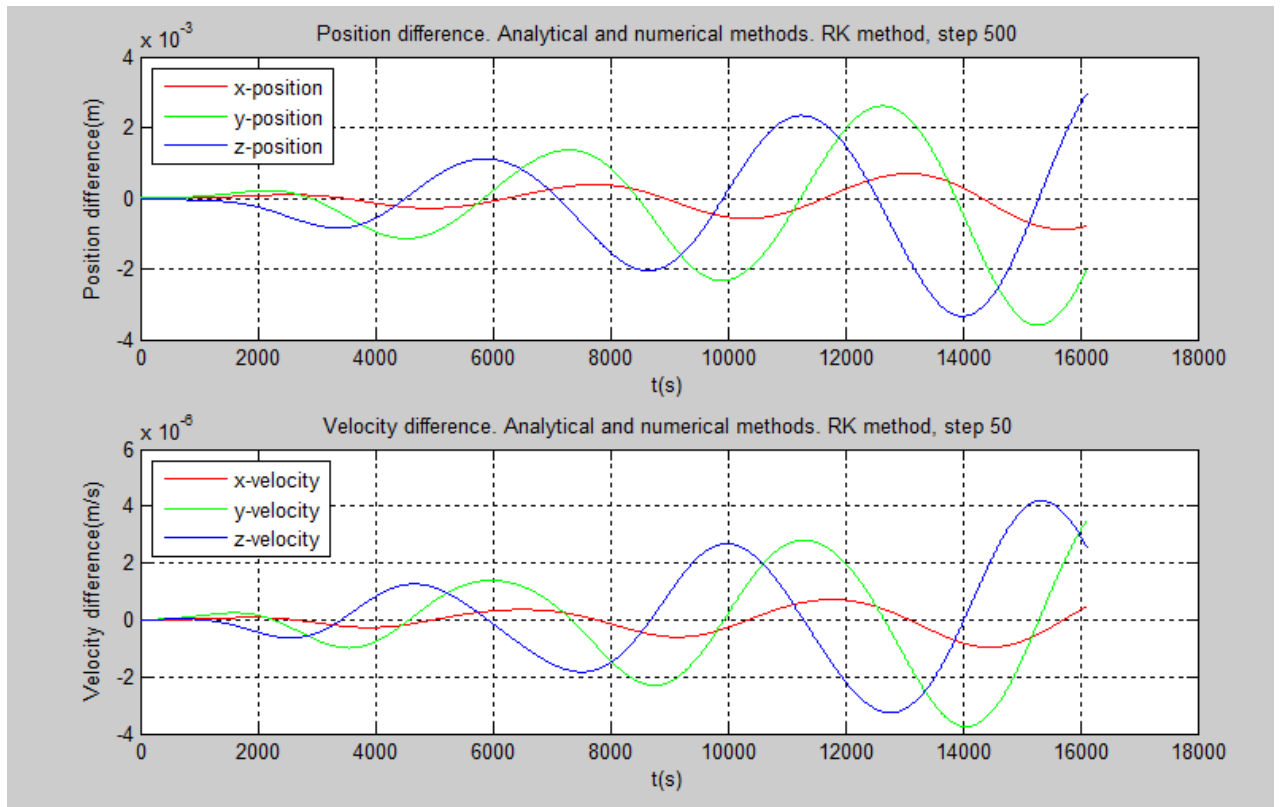 Position difference. Analytical and numerical methods. RK method, step 500
x 10^-3
4
2
0
-2
-4
Position difference(m)
x-position
y-position
z-position
0 2000 4000 6000 8000 10000 12000 14000 16000 18000
t(s)
Velocity difference. Analytical and numerical methods. RK method, step 50
x 10^-6
6
4
2
0
-2
-4
Velocity difference(m/s)
x-velocity
y-velocity
z-velocity
0 2000 4000 6000 8000 10000 12000 14000 16000 18000
t(s)